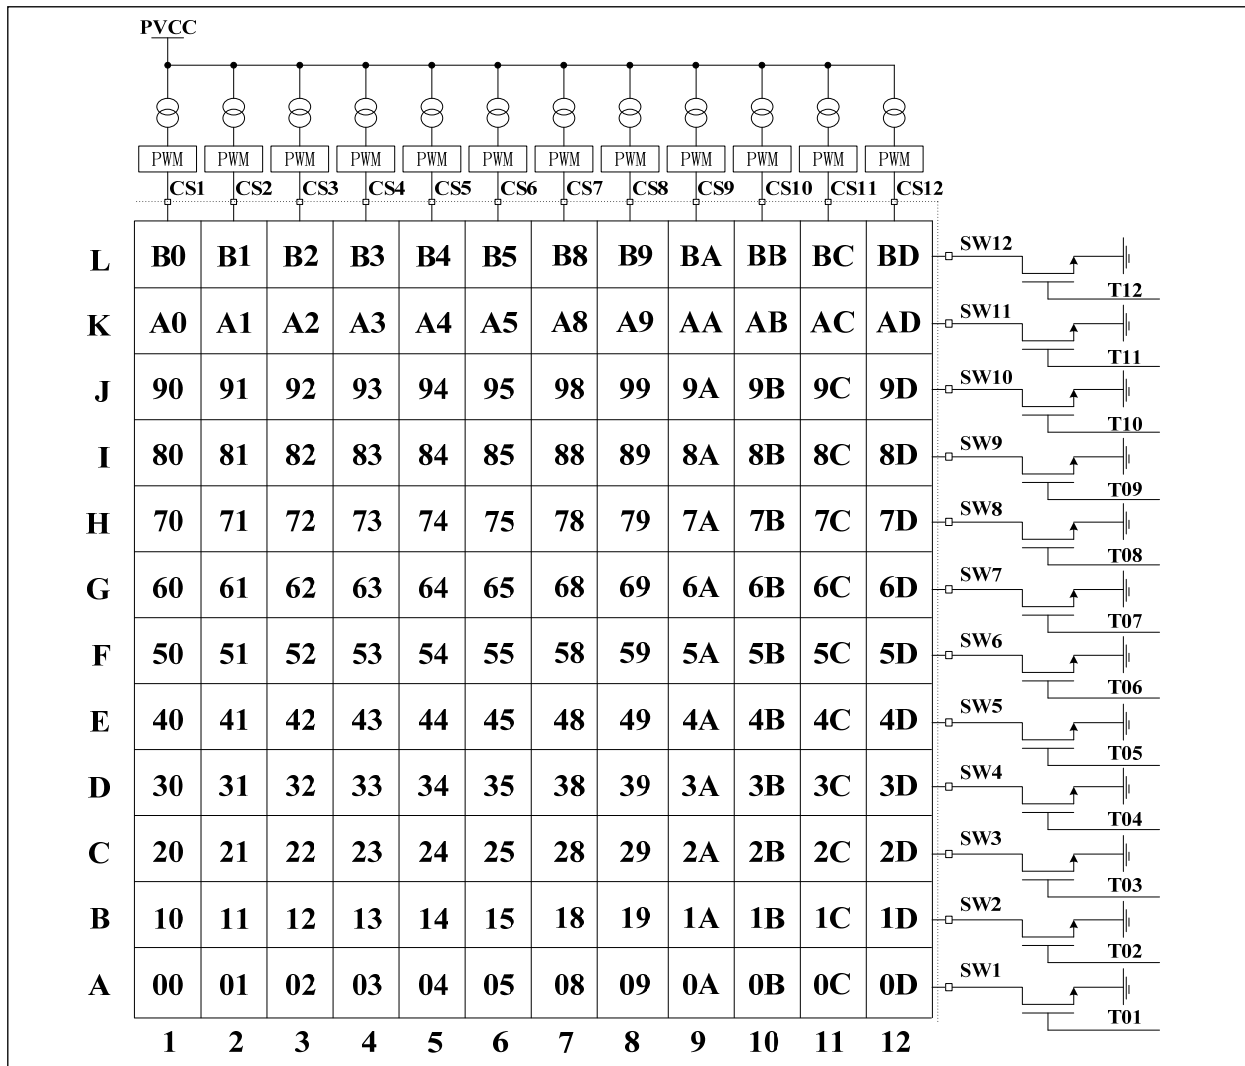 PVCC
PWM PWM PWM PWM PWM PWM PWM PWM PWM PWM PWM PWM
CS1 CS2 CS3 CS4 CS5 CS6 CS7 CS8 CS9 CS10 CS11 CS12
L B0 B1 B2 B3 B4 B5 B8 B9 BA BB BC BD SW12
T12
K A0 A1 A2 A3 A4 A5 A8 A9 AA AB AC AD SW11
T11
J 90 91 92 93 94 95 98 99 9A 9B 9C 9D SW10
T10
I 80 81 82 83 84 85 88 89 8A 8B 8C 8D SW9
T09
H 70 71 72 73 74 75 78 79 7A 7B 7C 7D SW8
T08
G 60 61 62 63 64 65 68 69 6A 6B 6C 6D SW7
T07
F 50 51 52 53 54 55 58 59 5A 5B 5C 5D SW6
T06
E 40 41 42 43 44 45 48 49 4A 4B 4C 4D SW5
T05
D 30 31 32 33 34 35 38 39 3A 3B 3C 3D SW4
T04
C 20 21 22 23 24 25 28 29 2A 2B 2C 2D SW3
T03
B 10 11 12 13 14 15 18 19 1A 1B 1C 1D SW2
T02
A 00 01 02 03 04 05 08 09 0A 0B 0C 0D SW1
T01
1 2 3 4 5 6 7 8 9 10 11 12